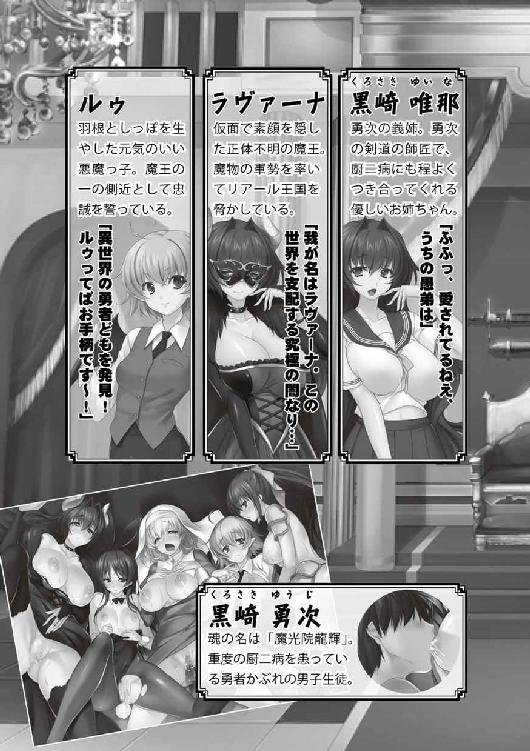 くろさき ゆいな
黒崎 唯那
勇次の義姉。勇次
の剣道の師匠で、
厨二病にも程よく
つき合ってくれる
優しいお姉ちゃん。
「ふふっ、愛されてるねえ、
うちの愚弟は」
ラヴァーナ
仮面で素顔を隠し
た正体不明の魔王。
魔物の軍勢を率い
てリアール王国を
脅かしている。
「我が名はラヴァーナ。この
世界を支配する究極の闇なり…」
ルゥ
羽根としっぽを生
やした元気のいい
悪魔っ子。魔王の
一の側近として忠
誠を誓っている。
「異世界の勇者どもを発見！
ルゥってばお手柄です～！」
くろさき ゆうじ
黒崎 勇次
魂の名は「魔光院龍輝」。
重度の厨二病を患ってい
る勇者かぶれの男子生徒。